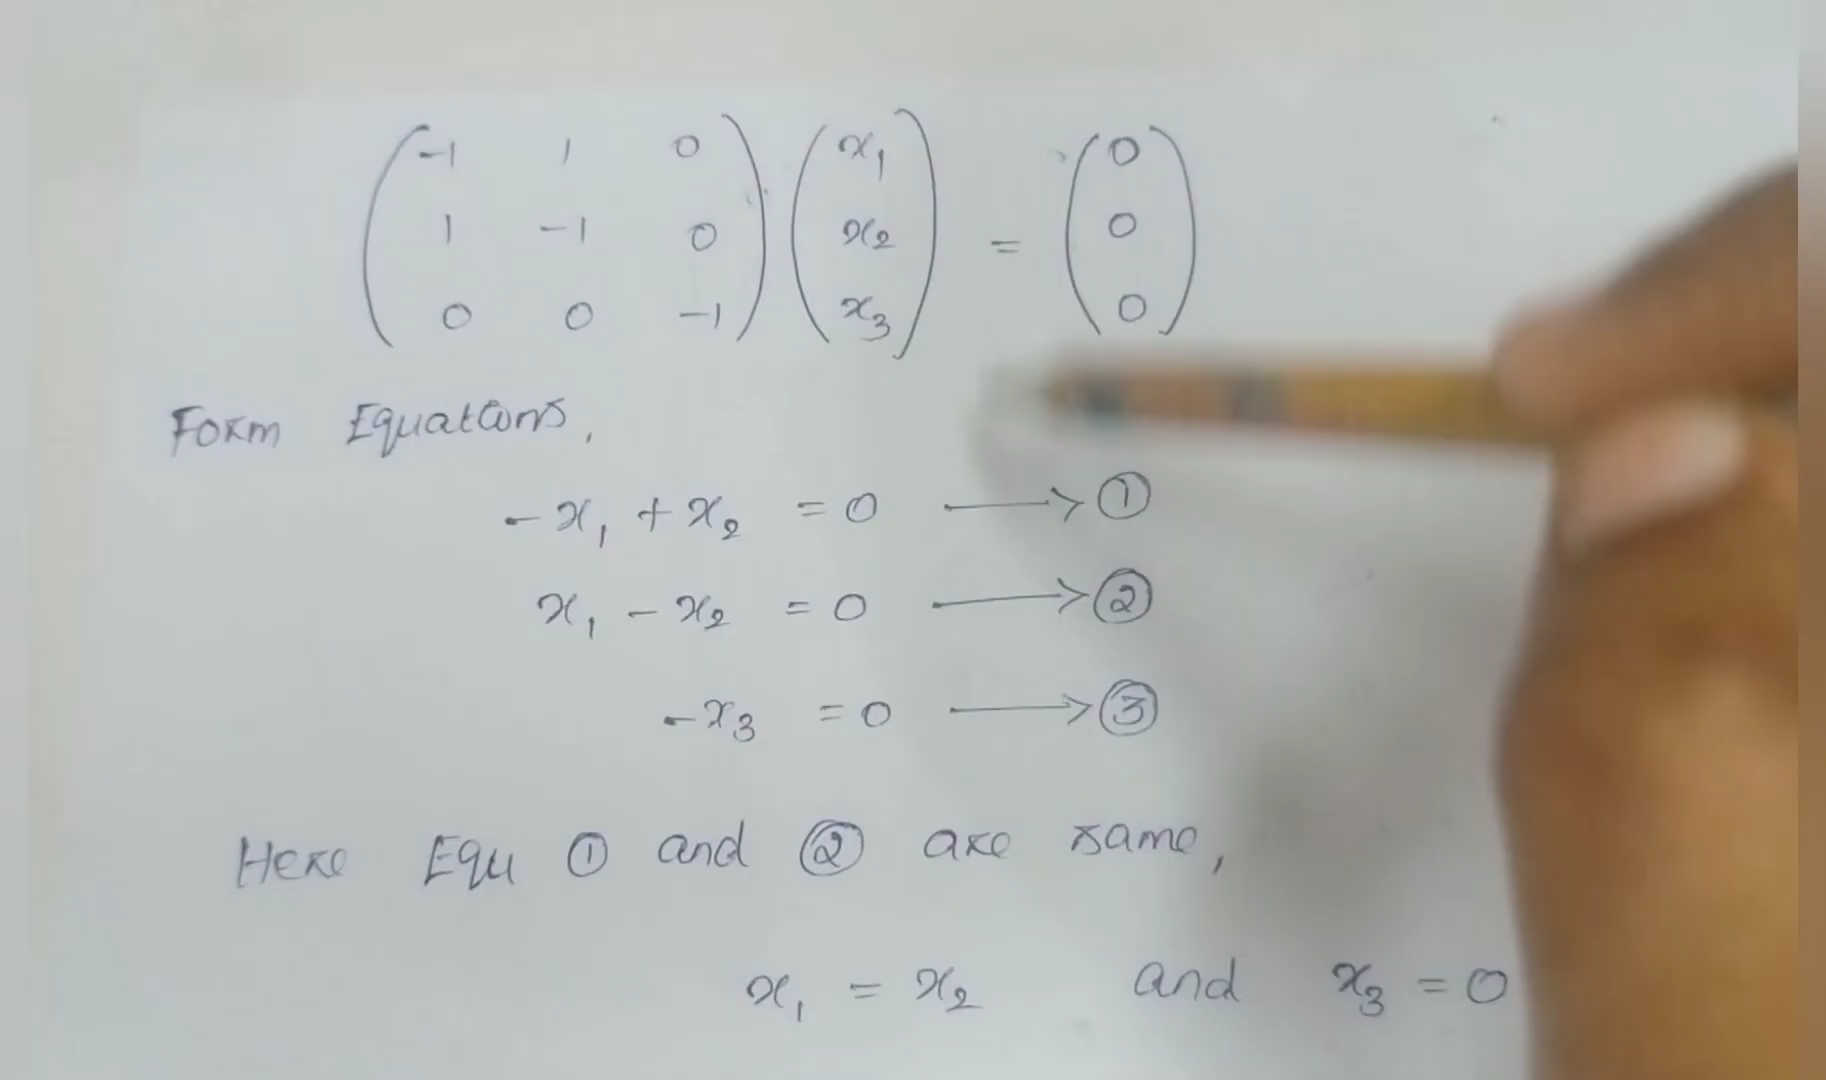 (-1 1 0) (x₁) = (0)
(1 -1 0) (x₂) (0)
(0 0 -1) (x₃) (0)
Form Equations,
-x₁ + x₂ = 0 → ①
x₁ - x₂ = 0 → ②
-x₃ = 0 → ③
Here Equ ① and ② are same,
x₁ = x₂ and x₃ = 0